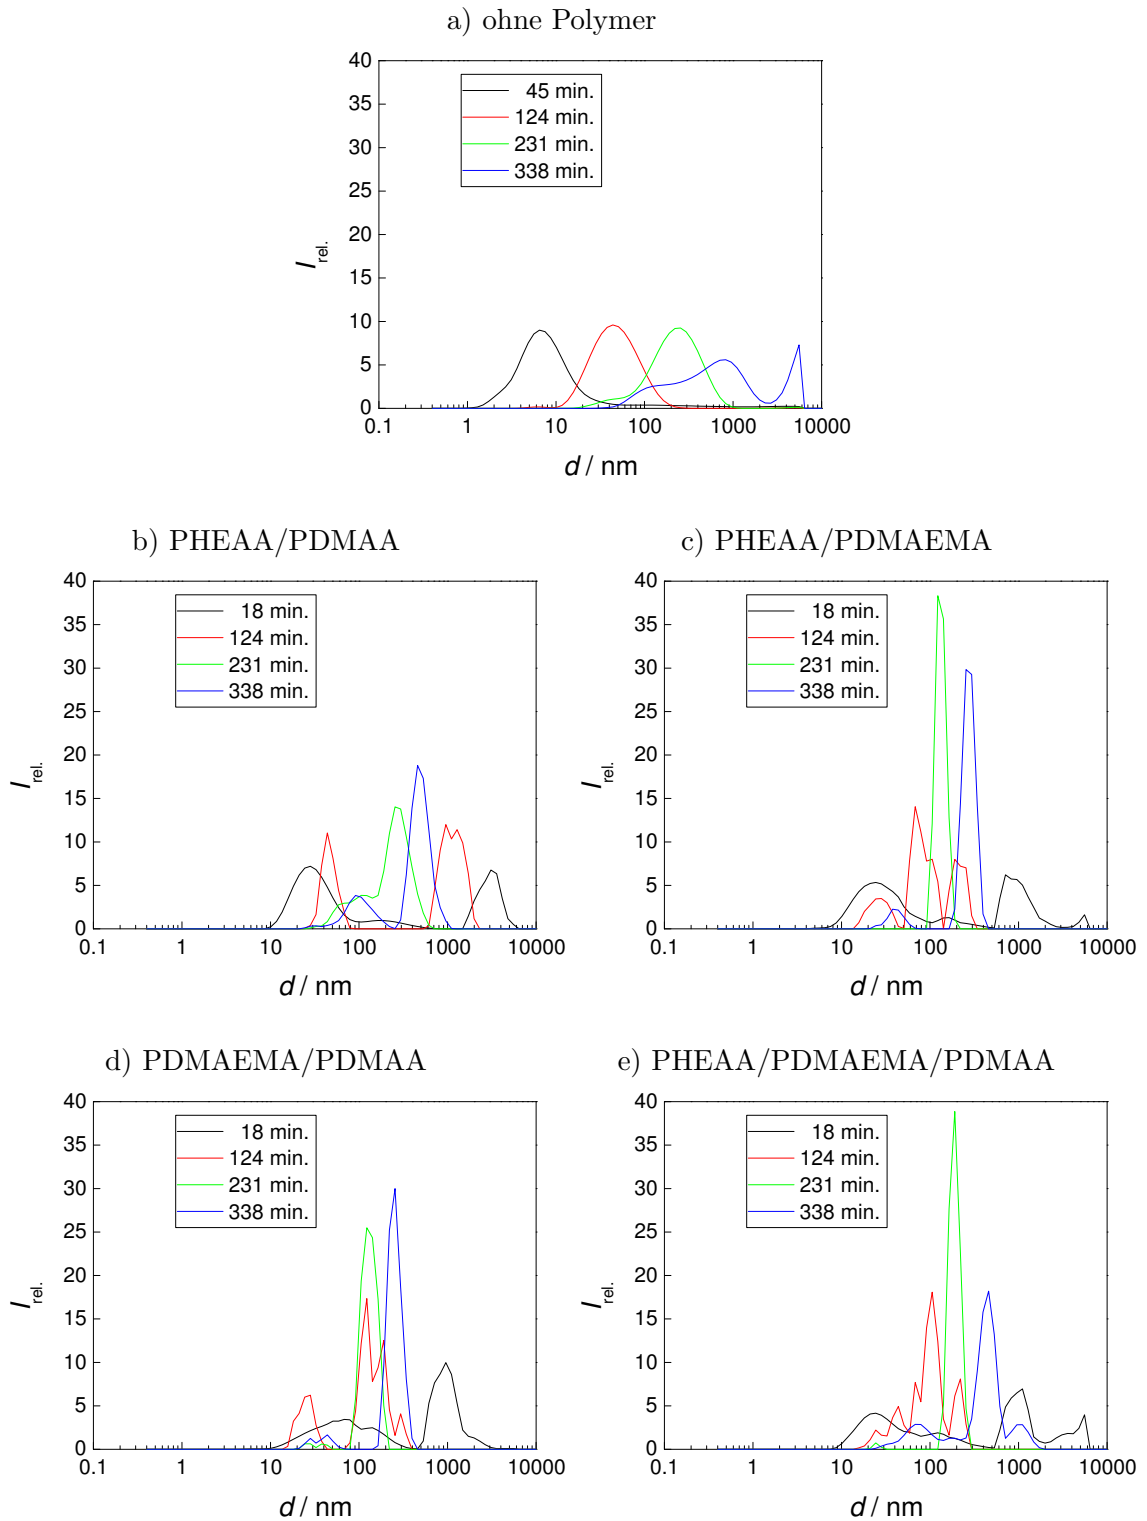 a) ohne Polymer
40
35
30
25
20
15
10
5
0
45 min.
124 min.
231 min.
338 min.
I rel.
0.1 1 10 100 1000 10000
d / nm
b) PHEAA/PDMAA
40
35
30
25
20
15
10
5
0
18 min.
124 min.
231 min.
338 min.
I rel.
0.1 1 10 100 1000 10000
d / nm
c) PHEAA/PDMAEMA
40
35
30
25
20
15
10
5
0
18 min.
124 min.
231 min.
338 min.
I rel.
0.1 1 10 100 1000 10000
d / nm
d) PDMAEMA/PDMAA
40
35
30
25
20
15
10
5
0
18 min.
124 min.
231 min.
338 min.
I rel.
0.1 1 10 100 1000 10000
d / nm
e) PHEAA/PDMAEMA/PDMAA
40
35
30
25
20
15
10
5
0
18 min.
124 min.
231 min.
338 min.
I rel.
0.1 1 10 100 1000 10000
d / nm